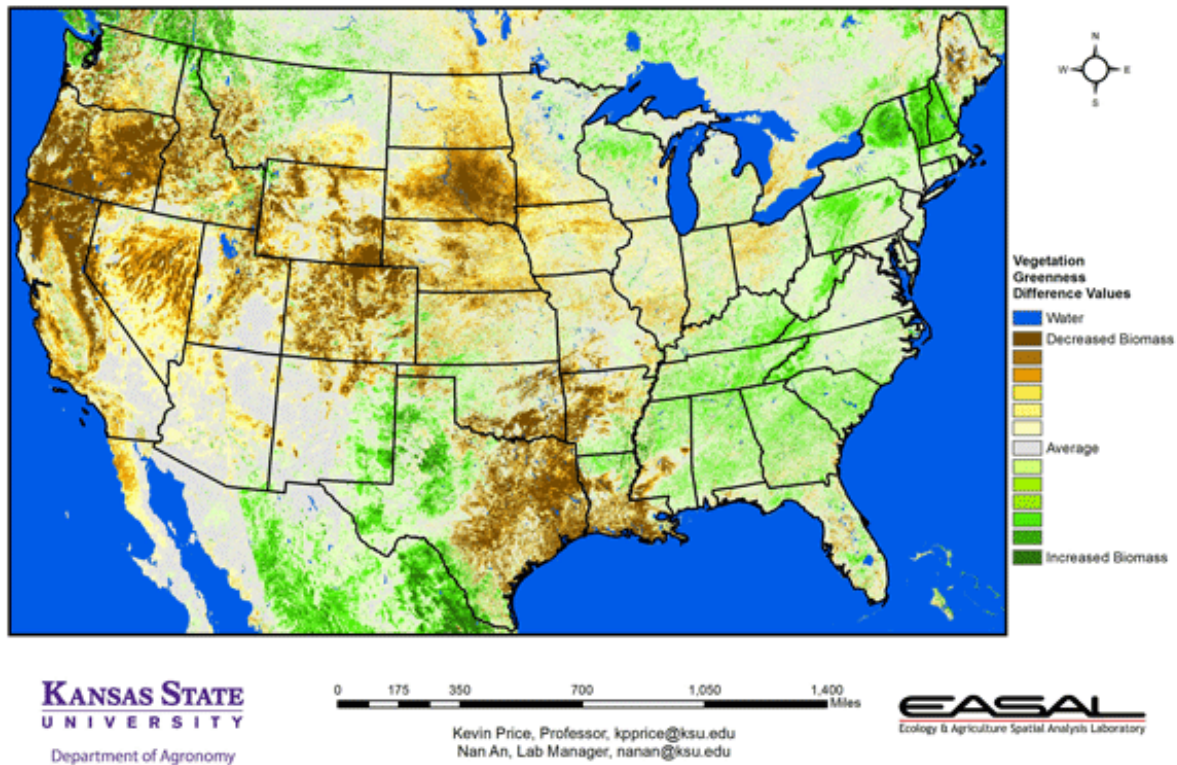 N
W
E
S
Vegetation
Greenness
Difference Values
Water
Decreased Biomass
Average
Increased Biomass
KANSAS STATE
UNIVERSITY
Department of Agronomy
0 175 350 700 1,050 1,400
Miles
Kevin Price, Professor, kpprice@ksu.edu
Nan An, Lab Manager, nanan@ksu.edu
EASAL
Ecology & Agriculture Spatial Analysis Laboratory